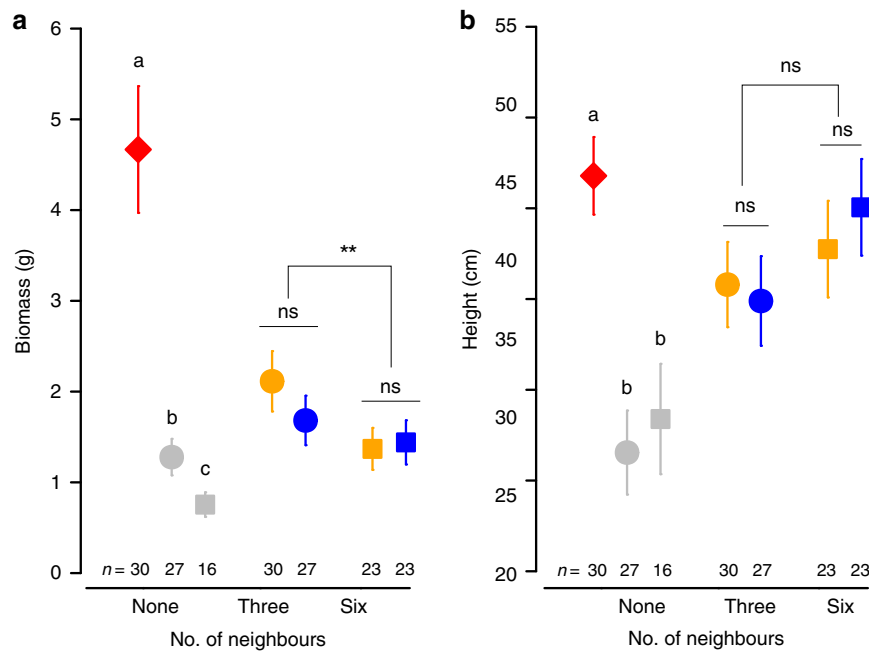 a
6
5
4
3
2
1
0
Biomass (g)
a
b
c
ns
**
ns
n = 30 27 16 30 27 23 23
None Three Six
No. of neighbours
b
55
50
45
40
35
30
25
20
Height (cm)
a
b
b
ns
ns
ns
n = 30 27 16 30 27 23 23
None Three Six
No. of neighbours